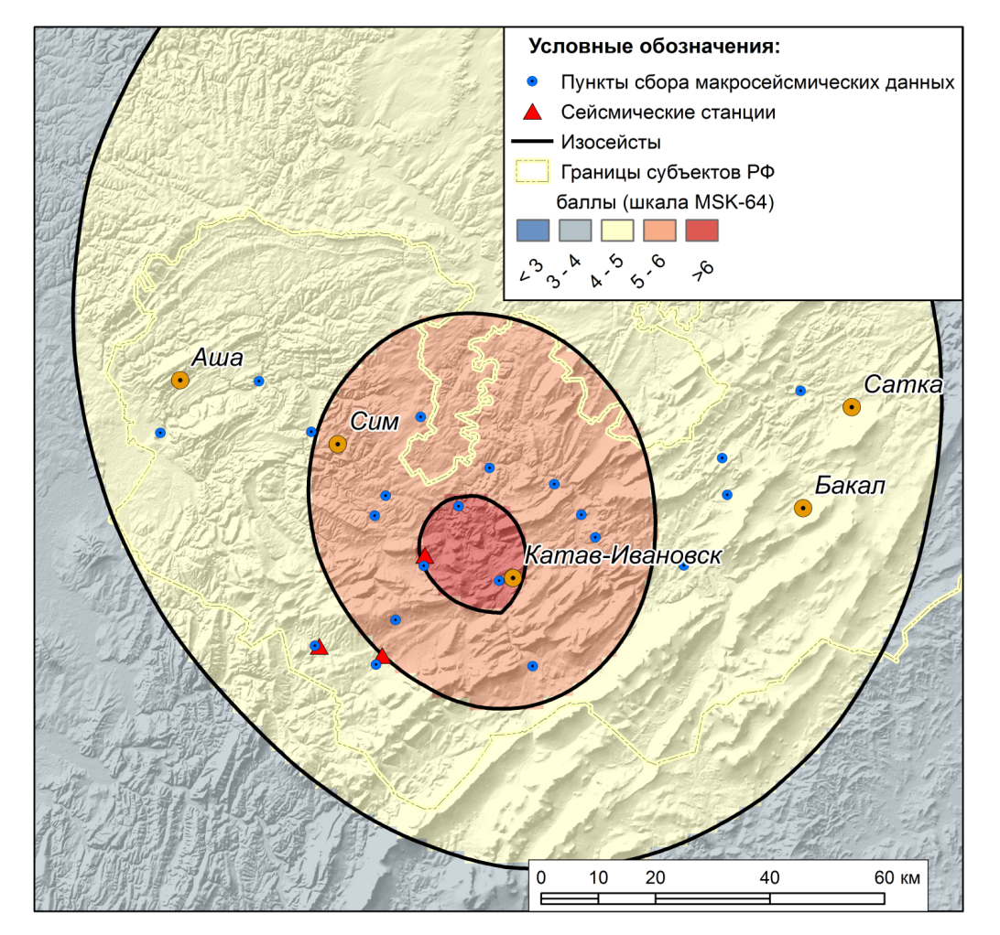 Условные обозначения:
Пункты сбора макросейсмических данных
Сейсмические станции
Изосейсты
Границы субъектов РФ
баллы (шкала MSK-64)
< 3
3 - 4
4 - 5
5 - 6
>6
Аша
Сатка
Сим
Бакал
Катав-Ивановск
0 10 20 40 60 км